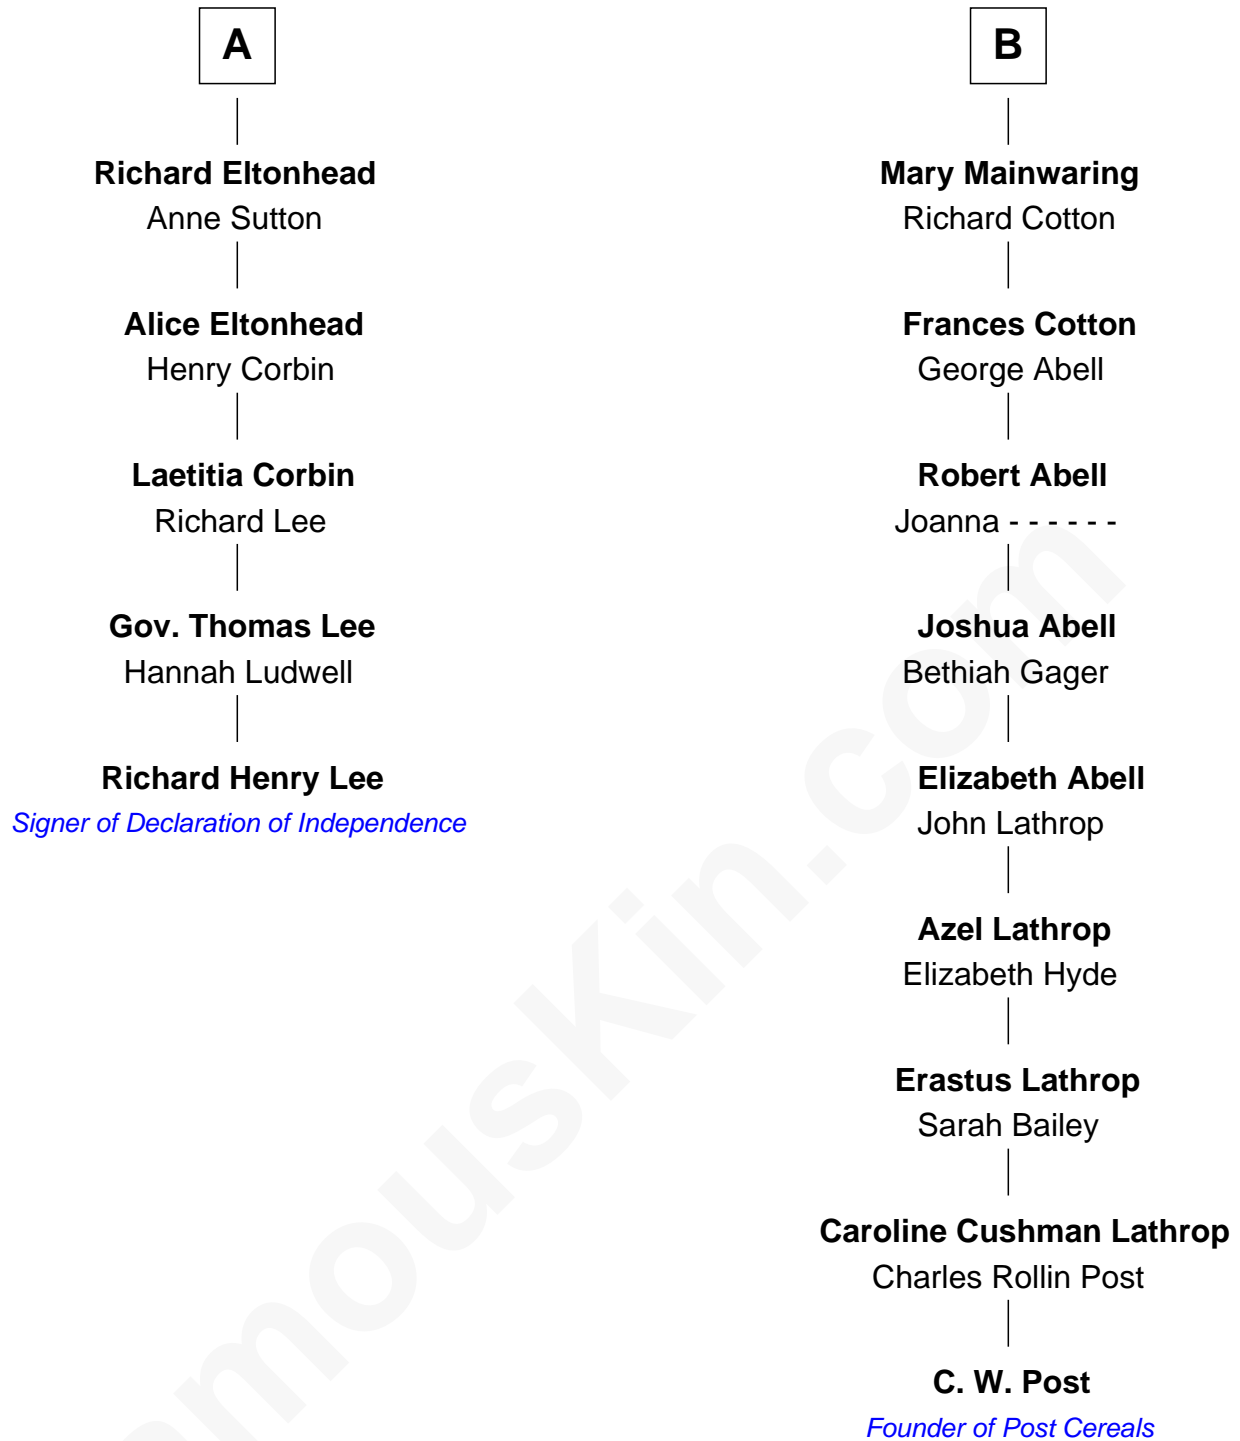 A
Richard Eltonhead
Anne Sutton
Alice Eltonhead
Henry Corbin
Laetitia Corbin
Richard Lee
Gov. Thomas Lee
Hannah Ludwell
Richard Henry Lee
Signer of Declaration of Independence
B
Mary Mainwaring
Richard Cotton
Frances Cotton
George Abell
Robert Abell
Joanna - - - - - -
Joshua Abell
Bethiah Gager
Elizabeth Abell
John Lathrop
Azel Lathrop
Elizabeth Hyde
Erastus Lathrop
Sarah Bailey
Caroline Cushman Lathrop
Charles Rollin Post
C. W. Post
Founder of Post Cereals
amouskin.com